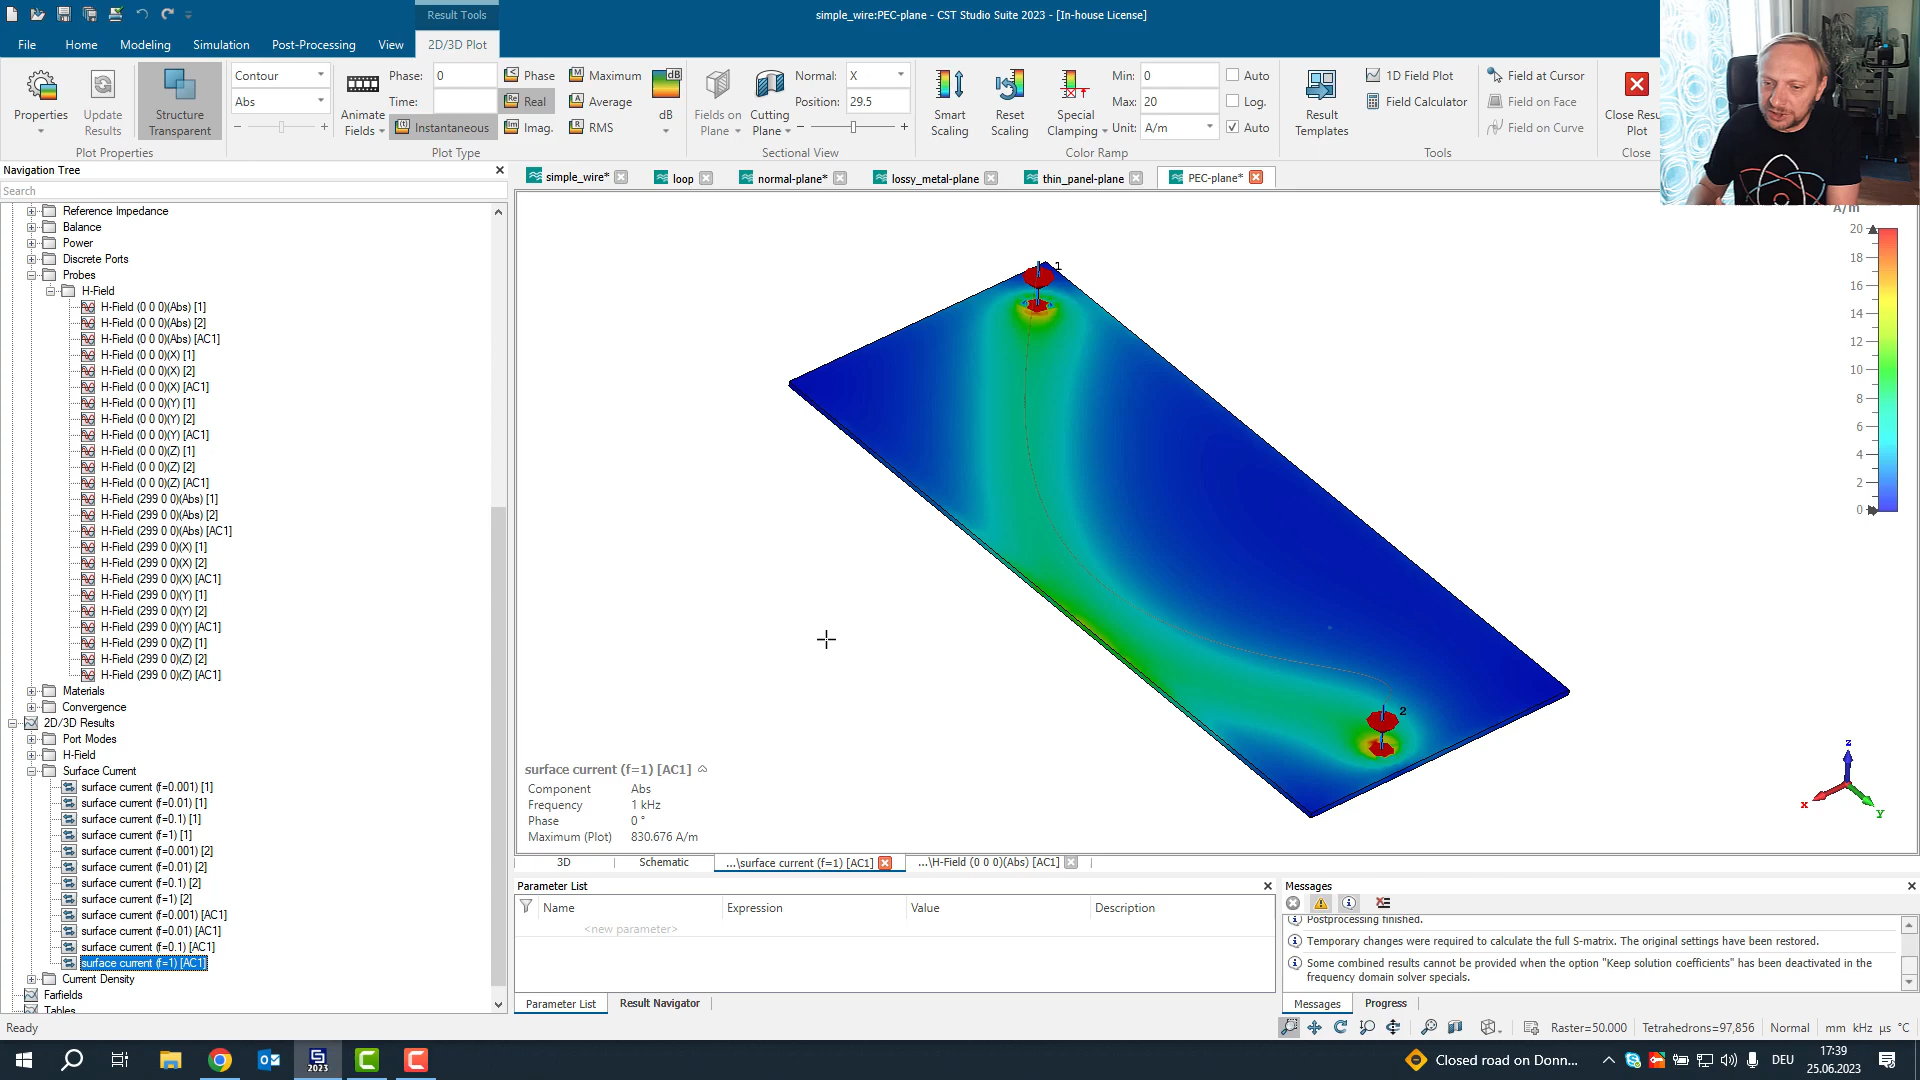 Result Tools
simple_wire:PEC-plane - CST Studio Suite 2023 - [In-house License]
File
Home
Modeling
Simulation
Post-Processing
View
2D/3D Plot
Properties
Update Results
Structure Transparent
Contour
Abs
Plot Properties
Animate Fields
Phase: 0
Time:
Instantaneous
Phase
Real
Imag.
Maximum
Average
RMS
dB
dB
Plot Type
Fields on Plane
Cutting Plane
Normal: X
Position: 29.5
Sectional View
Smart Scaling
Reset Scaling
Special Clamping
Min: 0
Max: 20
Unit: A/m
Auto
Log.
Auto
Color Ramp
Result Templates
1D Field Plot
Field Calculator
Field at Cursor
Field on Face
Field on Curve
Tools
Close Resu
Plot
Close
Navigation Tree
Search
Reference Impedance
Balance
Power
Discrete Ports
Probes
H-Field
H-Field (0 0 0)(Abs) [1]
H-Field (0 0 0)(Abs) [2]
H-Field (0 0 0)(Abs) [AC1]
H-Field (0 0 0)(X) [1]
H-Field (0 0 0)(X) [2]
H-Field (0 0 0)(X) [AC1]
H-Field (0 0 0)(Y) [1]
H-Field (0 0 0)(Y) [2]
H-Field (0 0 0)(Y) [AC1]
H-Field (0 0 0)(Z) [1]
H-Field (0 0 0)(Z) [2]
H-Field (0 0 0)(Z) [AC1]
H-Field (299 0 0)(Abs) [1]
H-Field (299 0 0)(Abs) [2]
H-Field (299 0 0)(Abs) [AC1]
H-Field (299 0 0)(X) [1]
H-Field (299 0 0)(X) [2]
H-Field (299 0 0)(X) [AC1]
H-Field (299 0 0)(Y) [1]
H-Field (299 0 0)(Y) [2]
H-Field (299 0 0)(Y) [AC1]
H-Field (299 0 0)(Z) [1]
H-Field (299 0 0)(Z) [2]
H-Field (299 0 0)(Z) [AC1]
Materials
Convergence
2D/3D Results
Port Modes
H-Field
Surface Current
surface current (f=0.001) [1]
surface current (f=0.01) [1]
surface current (f=0.1) [1]
surface current (f=1) [1]
surface current (f=0.001) [2]
surface current (f=0.01) [2]
surface current (f=0.1) [2]
surface current (f=1) [2]
surface current (f=0.001) [AC1]
surface current (f=0.01) [AC1]
surface current (f=0.1) [AC1]
surface current (f=1) [AC1]
Current Density
Farfields
Tables
simple_wire*
loop
normal-plane*
lossy_metal-plane
thin_panel-plane
PEC-plane*
A/m
20
18
16
14
12
10
8
6
4
2
0
1
2
z
x
y
surface current (f=1) [AC1]
Component Abs
Frequency 1 kHz
Phase 0 °
Maximum (Plot) 830.676 A/m
3D
Schematic
...\surface current (f=1) [AC1]
...\H-Field (0 0 0)(Abs) [AC1]
Parameter List
Name
Expression
Value
Description
<new parameter>
Parameter List
Result Navigator
Messages
Postprocessing finished.
Temporary changes were required to calculate the full S-matrix. The original settings have been restored.
Some combined results cannot be provided when the option "Keep solution coefficients" has been deactivated in the
frequency domain solver specials.
Messages
Progress
Ready
Raster=50.000
Tetrahedrons=97,856
Normal
mm kHz µs °C
2023
Closed road on Donn...
DEU
17:39
25.06.2023